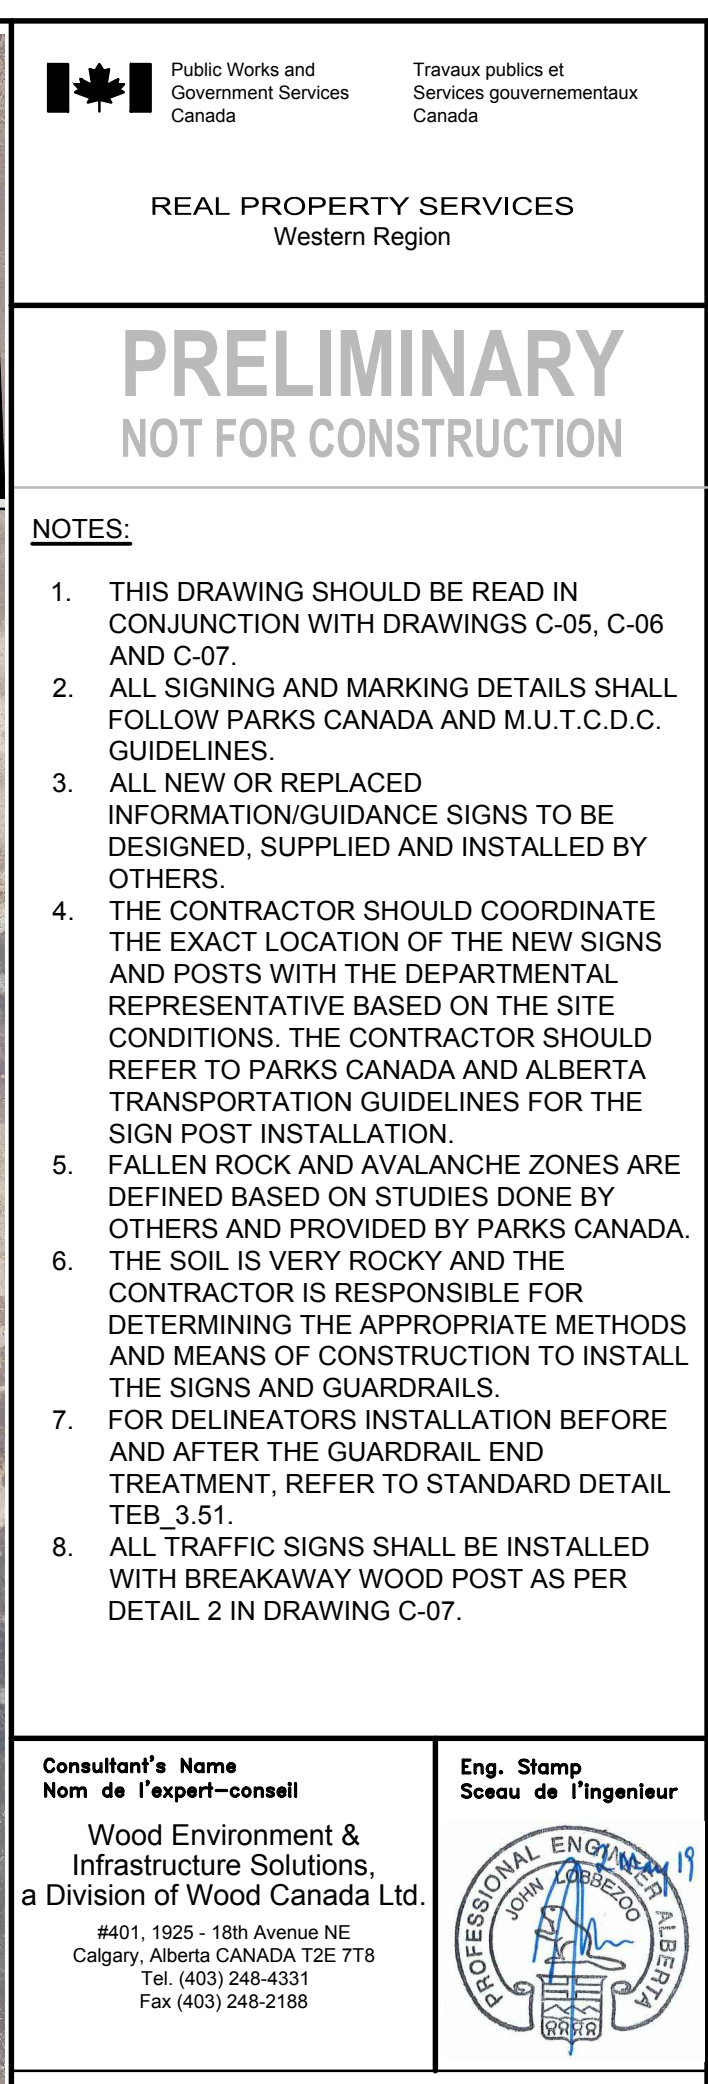 Public Works and
Government Services
Canada
Travaux publics et
Services gouvernementaux
Canada
REAL PROPERTY SERVICES
Western Region
PRELIMINARY
NOT FOR CONSTRUCTION
NOTES:
1. THIS DRAWING SHOULD BE READ IN
CONJUNCTION WITH DRAWINGS C-05, C-06
AND C-07.
2. ALL SIGNING AND MARKING DETAILS SHALL
FOLLOW PARKS CANADA AND M.U.T.C.D.C.
GUIDELINES.
3. ALL NEW OR REPLACED
INFORMATION/GUIDANCE SIGNS TO BE
DESIGNED, SUPPLIED AND INSTALLED BY
OTHERS.
4. THE CONTRACTOR SHOULD COORDINATE
THE EXACT LOCATION OF THE NEW SIGNS
AND POSTS WITH THE DEPARTMENTAL
REPRESENTATIVE BASED ON THE SITE
CONDITIONS. THE CONTRACTOR SHOULD
REFER TO PARKS CANADA AND ALBERTA
TRANSPORTATION GUIDELINES FOR THE
SIGN POST INSTALLATION.
5. FALLEN ROCK AND AVALANCHE ZONES ARE
DEFINED BASED ON STUDIES DONE BY
OTHERS AND PROVIDED BY PARKS CANADA.
6. THE SOIL IS VERY ROCKY AND THE
CONTRACTOR IS RESPONSIBLE FOR
DETERMINING THE APPROPRIATE METHODS
AND MEANS OF CONSTRUCTION TO INSTALL
THE SIGNS AND GUARDRAILS.
7. FOR DELINEATORS INSTALLATION BEFORE
AND AFTER THE GUARDRAIL END
TREATMENT, REFER TO STANDARD DETAIL
TEB_3.51.
8. ALL TRAFFIC SIGNS SHALL BE INSTALLED
WITH BREAKAWAY WOOD POST AS PER
DETAIL 2 IN DRAWING C-07.
Consultant's Name
Nom de l'expert-conseil
Wood Environment &
Infrastructure Solutions,
a Division of Wood Canada Ltd.
#401, 1925 - 18th Avenue NE
Calgary, Alberta CANADA T2E 7T8
Tel. (403) 248-4331
Fax (403) 248-2188
Eng. Stamp
Sceau de l'ingenieur
PROFESSIONAL ENGINEER ALBERTA
JOHN LOBBEZOO
2 May 19